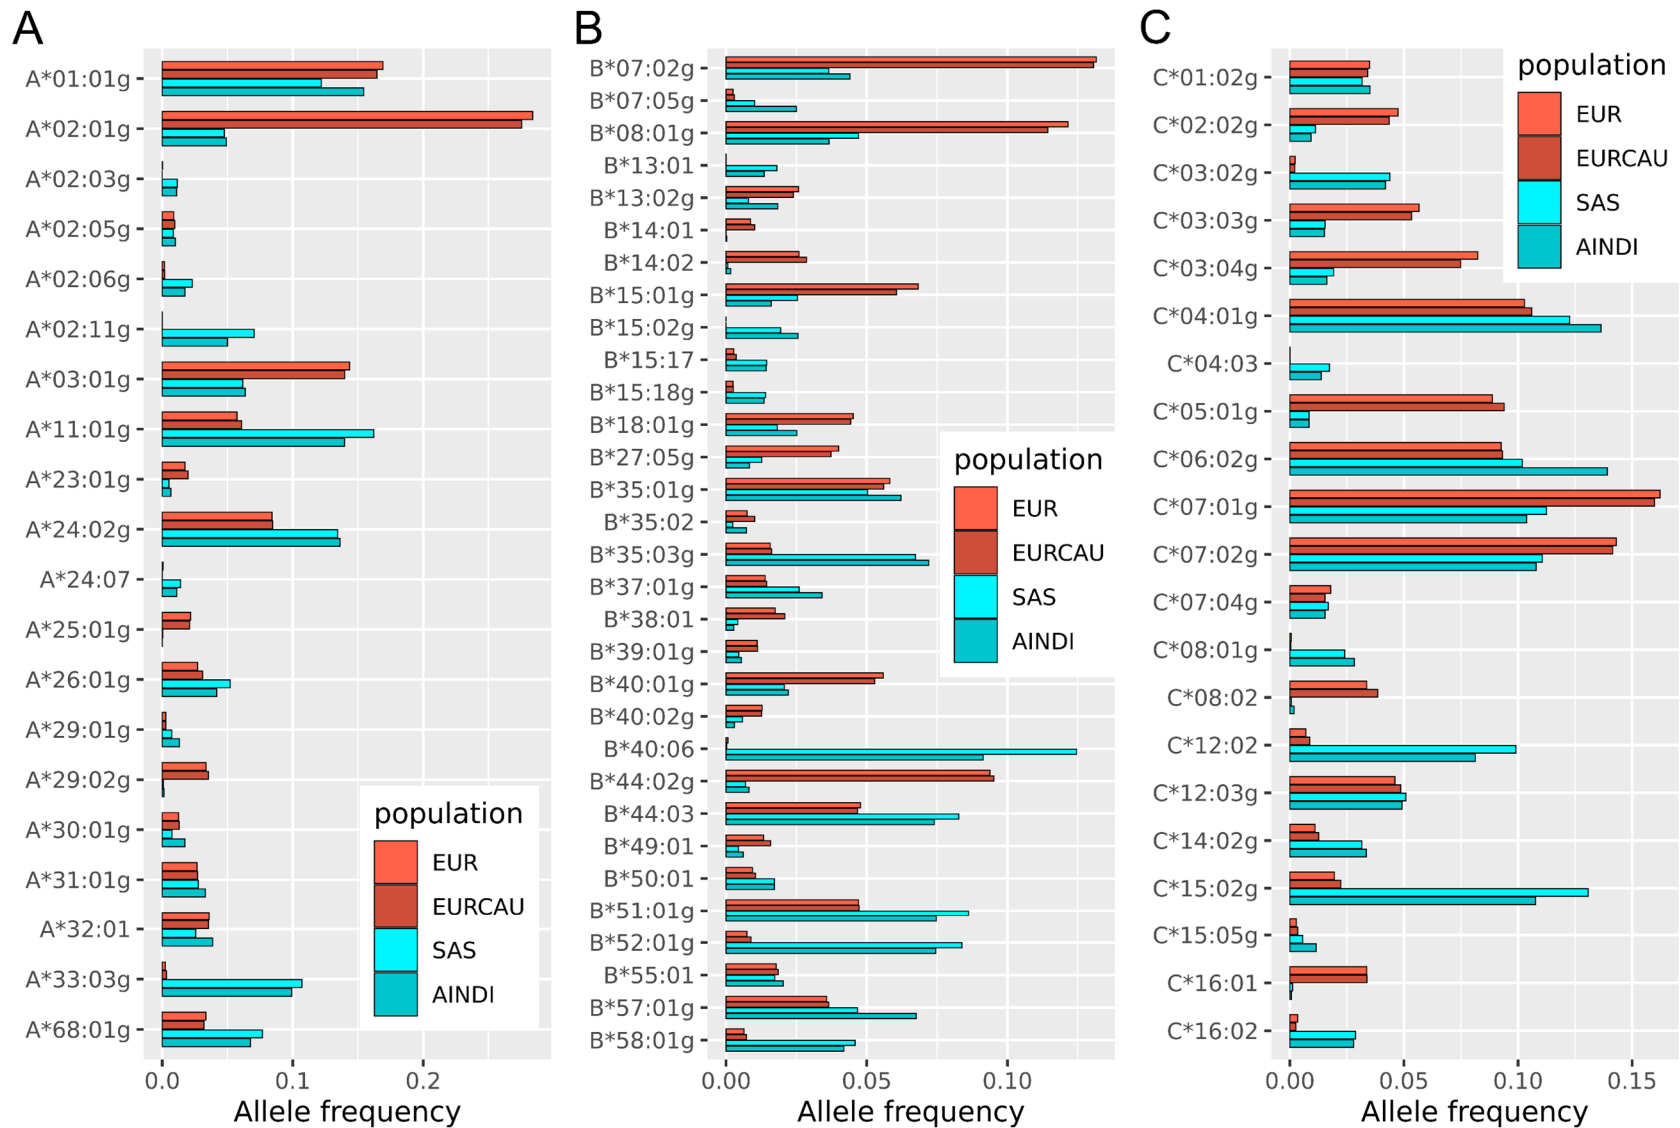 A
A*01:01g
A*02:01g
A*02:03g
A*02:05g
A*02:06g
A*02:11g
A*03:01g
A*11:01g
A*23:01g
A*24:02g
A*24:07
A*25:01g
A*26:01g
A*29:01g
A*29:02g
A*30:01g
A*31:01g
A*32:01
A*33:03g
A*68:01g
population
EUR
EURCAU
SAS
AINDI
0.0 0.1 0.2
Allele frequency
B
B*07:02g
B*07:05g
B*08:01g
B*13:01
B*13:02g
B*14:01
B*14:02
B*15:01g
B*15:02g
B*15:17
B*15:18g
B*18:01g
B*27:05g
B*35:01g
B*35:02
B*35:03g
B*37:01g
B*38:01
B*39:01g
B*40:01g
B*40:02g
B*40:06
B*44:02g
B*44:03
B*49:01
B*50:01
B*51:01g
B*52:01g
B*55:01
B*57:01g
B*58:01g
population
EUR
EURCAU
SAS
AINDI
0.00 0.05 0.10
Allele frequency
C
C*01:02g
C*02:02g
C*03:02g
C*03:03g
C*03:04g
C*04:01g
C*04:03
C*05:01g
C*06:02g
C*07:01g
C*07:02g
C*07:04g
C*08:01g
C*08:02
C*12:02
C*12:03g
C*14:02g
C*15:02g
C*15:05g
C*16:01
C*16:02
population
EUR
EURCAU
SAS
AINDI
0.00 0.05 0.10 0.15
Allele frequency